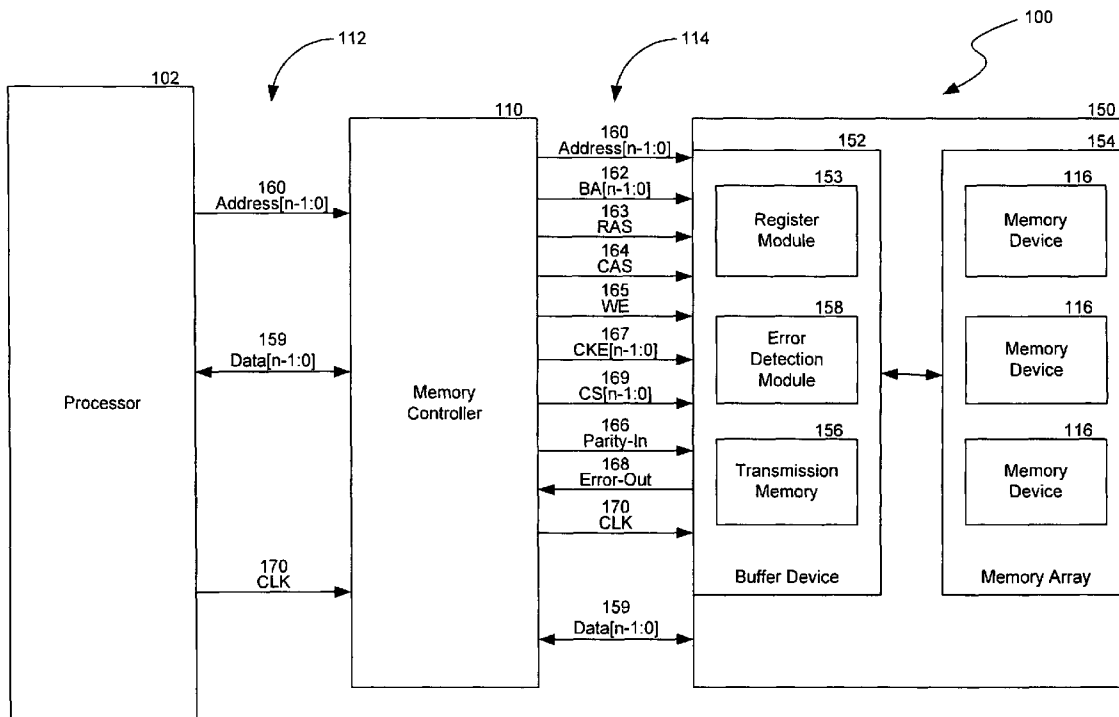 112
114
100
102
Processor
160
Address[n-1:0]
159
Data[n-1:0]
170
CLK
110
Memory
Controller
160
Address[n-1:0]
162
BA[n-1:0]
163
RAS
164
CAS
165
WE
167
CKE[n-1:0]
169
CS[n-1:0]
166
Parity-In
168
Error-Out
170
CLK
159
Data[n-1:0]
150
152
153
Register
Module
158
Error
Detection
Module
156
Transmission
Memory
Buffer Device
154
116
Memory
Device
116
Memory
Device
116
Memory
Device
Memory Array